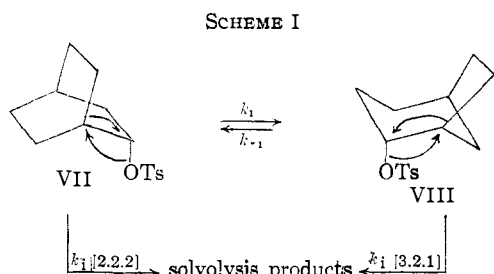 SCHEME I
k₁
k₋₁
OTs
VII
OTs
VIII
kᵢ [2.2.2] solvolysis products kᵢ [3.2.1]